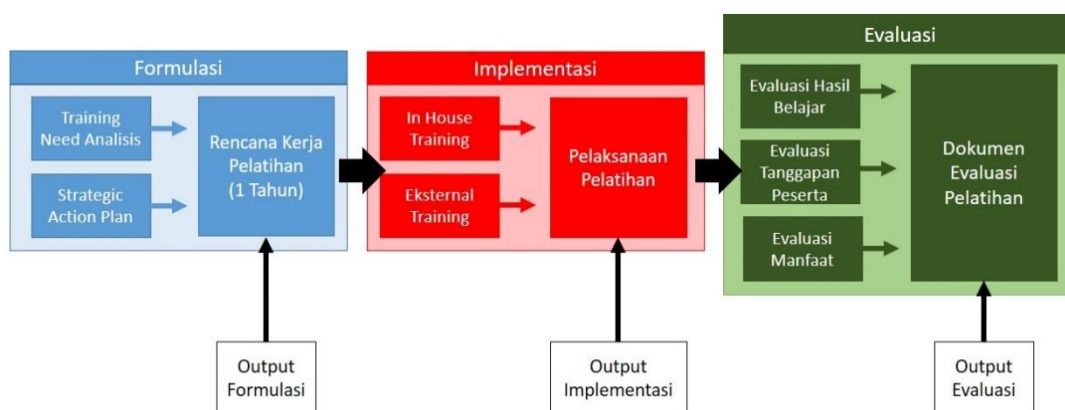 Formulasi
Training
Need Analisis
Strategic
Action Plan
Rencana Kerja
Pelatihan
(1 Tahun)
Output
Formulasi
Implementasi
In House
Training
Eksternal
Training
Pelaksanaan
Pelatihan
Output
Implementasi
Evaluasi
Evaluasi Hasil
Belajar
Evaluasi
Tanggapan
Peserta
Evaluasi
Manfaat
Dokumen
Evaluasi
Pelatihan
Output
Evaluasi